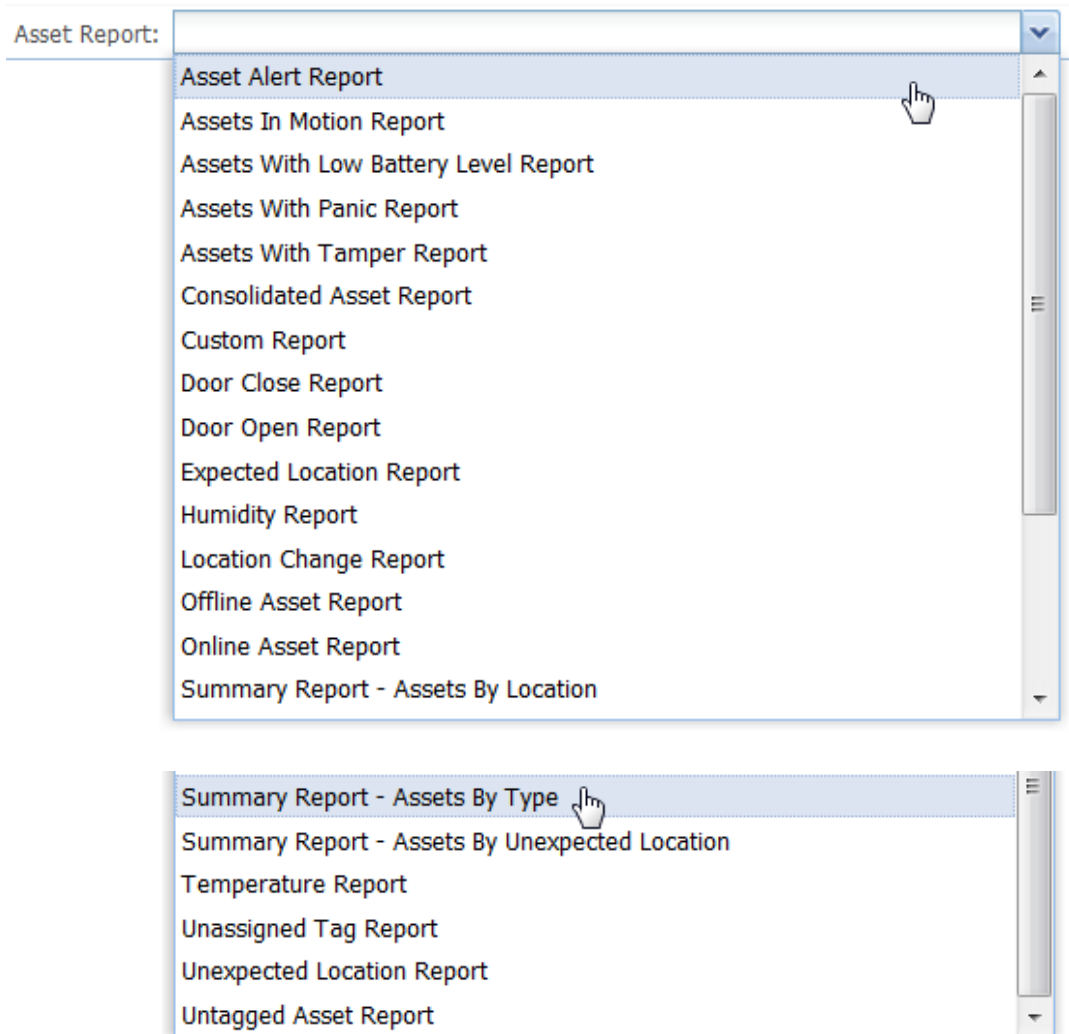 Asset Report:
Asset Alert Report
Assets In Motion Report
Assets With Low Battery Level Report
Assets With Panic Report
Assets With Tamper Report
Consolidated Asset Report
Custom Report
Door Close Report
Door Open Report
Expected Location Report
Humidity Report
Location Change Report
Offline Asset Report
Online Asset Report
Summary Report - Assets By Location
Summary Report - Assets By Type
Summary Report - Assets By Unexpected Location
Temperature Report
Unassigned Tag Report
Unexpected Location Report
Untagged Asset Report